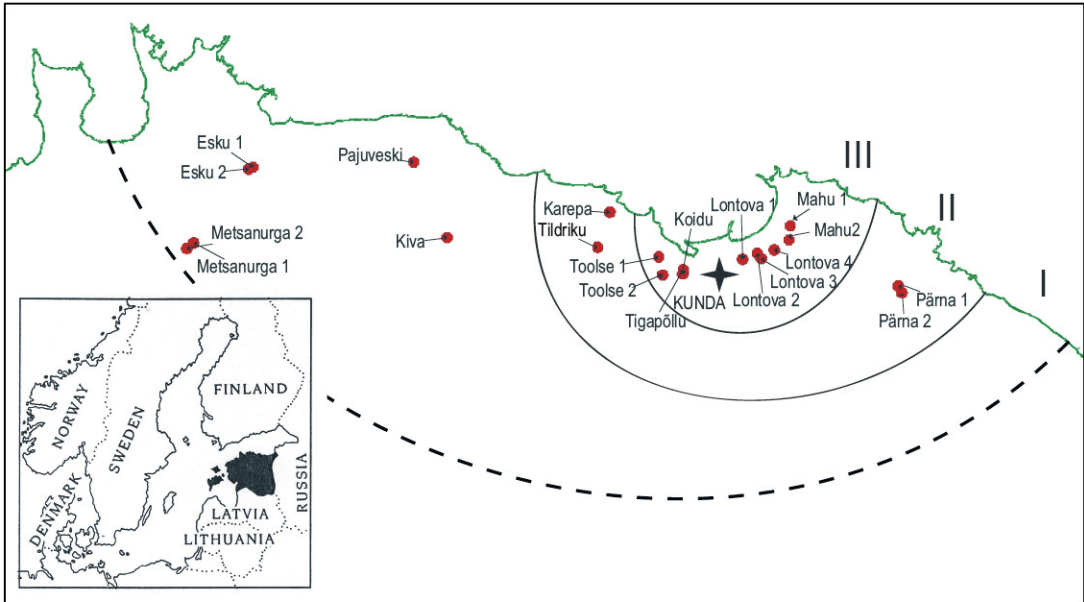 Esku 1
Esku 2
Pajuveski
Metsanurga 2
Metsanurga 1
Kiva
Karepa
Tildriku
Toolse 1
Toolse 2
Koidu
Tigapõllu
KUNDA
Lontova 1
Lontova 2
Lontova 3
Lontova 4
Mahu 1
Mahu2
Pärna 1
Pärna 2
III
II
I
NORWAY
SWEDEN
FINLAND
DENMARK
LATVIA
LITHUANIA
RUSSIA